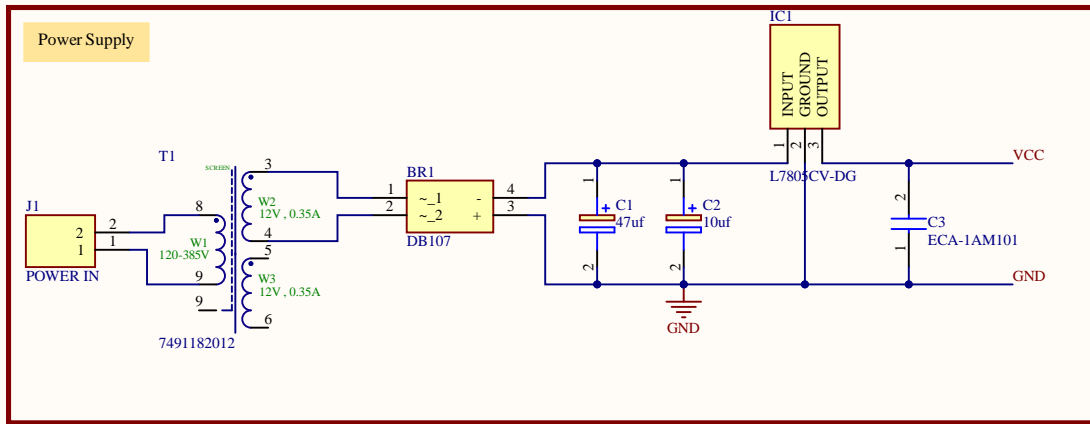 Power Supply
IC1
INPUT
GROUND
OUTPUT
1
2
3
L7805CV-DG
VCC
T1
SCREEN
3
W2
12V , 0.35A
4
5
W3
12V , 0.35A
6
8
W1
120-385V
9
9
7491182012
J1
2
1
2
1
POWER IN
BR1
1
2
~_1
~_2
-
+
4
3
DB107
1
+
C1
47uf
2
1
+
C2
10uf
2
2
C3
ECA-1AM101
1
GND
GND